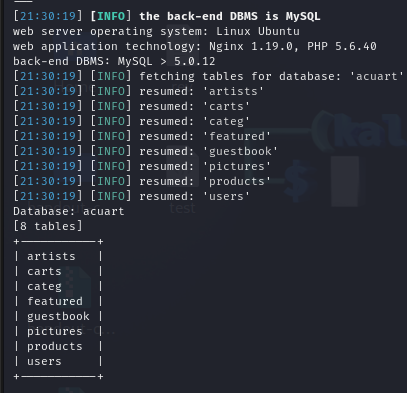 [21:30:19] [INFO] the back-end DBMS is MySQL
web server operating system: Linux Ubuntu
web application technology: Nginx 1.19.0, PHP 5.6.40
back-end DBMS: MySQL > 5.0.12
[21:30:19] [INFO] fetching tables for database: 'acuart'
[21:30:19] [INFO] resumed: 'artists'
[21:30:19] [INFO] resumed: 'carts'
[21:30:19] [INFO] resumed: 'categ'
[21:30:19] [INFO] resumed: 'featured'
[21:30:19] [INFO] resumed: 'guestbook'
[21:30:19] [INFO] resumed: 'pictures'
[21:30:19] [INFO] resumed: 'products'
[21:30:19] [INFO] resumed: 'users'
Database: acuart
[8 tables]
+-----------+
| artists   |
| carts     |
| categ     |
| featured  |
| guestbook |
| pictures  |
| products  |
| users     |
+-----------+
(kal
$
test